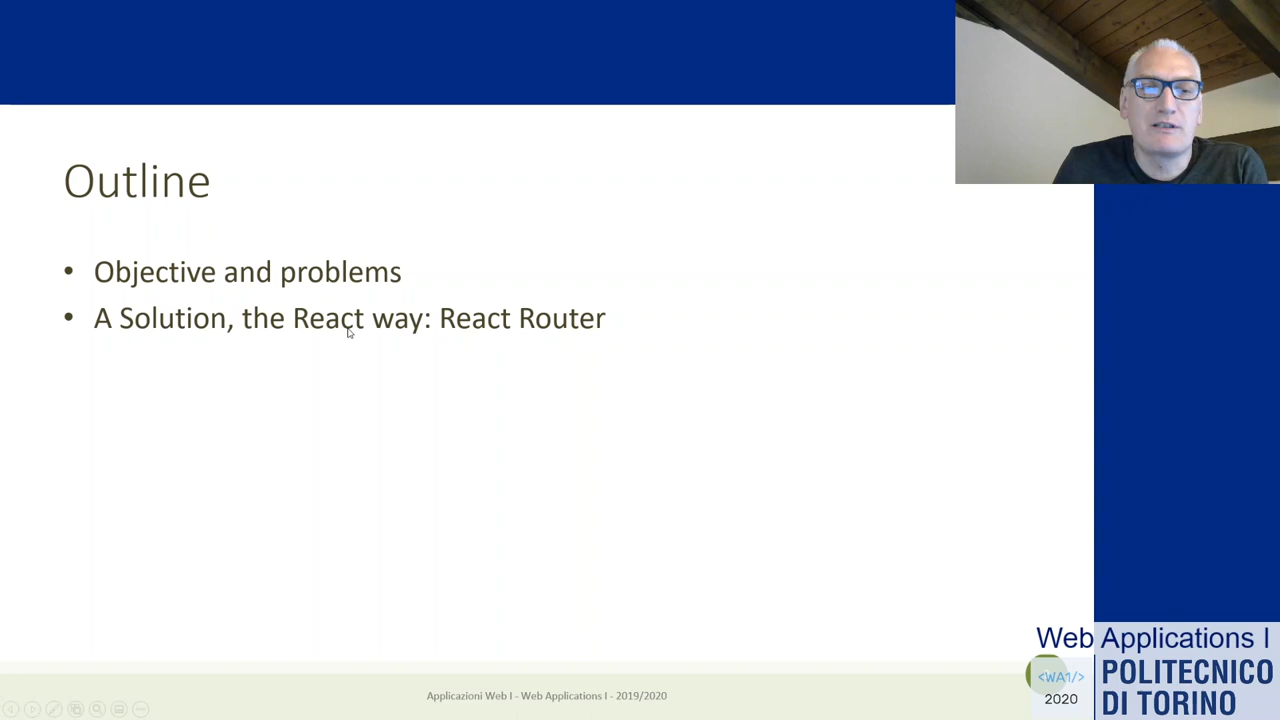 Outline
• Objective and problems
• A Solution, the React way: React Router
Applicazioni Web I - Web Applications I - 2019/2020
Web Applications I
<WA1/>
2020
POLITECNICO
DI TORINO